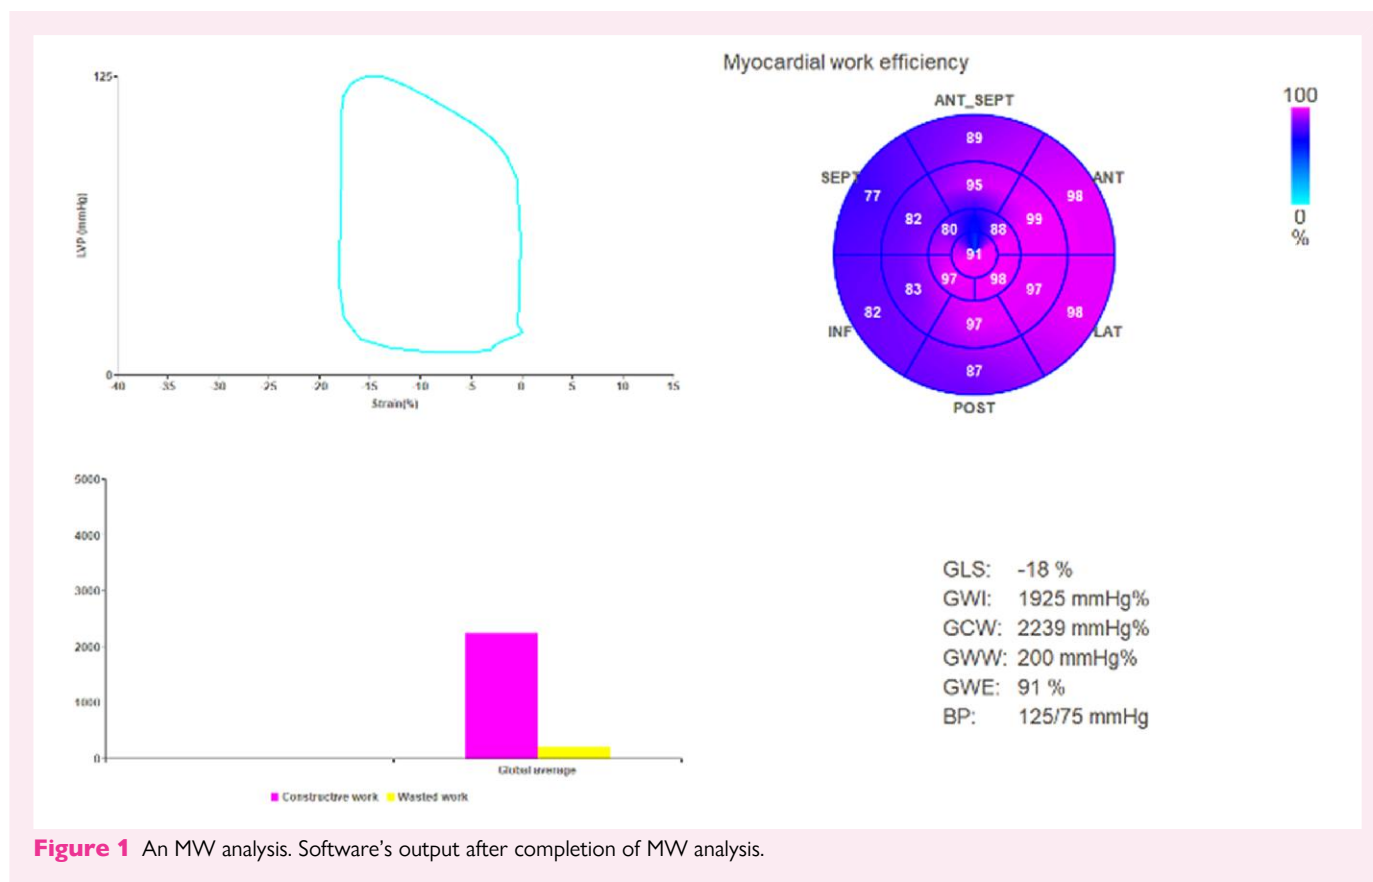 125
LVP (mmHg)
0
-40 -35 -30 -25 -20 -15 -10 -5 0 5 10 15
Strain(%)
Myocardial work efficiency
ANT_SEPT
SEPT
ANT
INF
LAT
POST
89
77
98
95
82
99
80
88
91
97
98
83
97
82
98
97
87
100
0
%
5000
4000
3000
2000
1000
0
Global average
Constructive work Wasted work
GLS: -18 %
GWI: 1925 mmHg%
GCW: 2239 mmHg%
GWW: 200 mmHg%
GWE: 91 %
BP: 125/75 mmHg
Figure 1 An MW analysis. Software's output after completion of MW analysis.